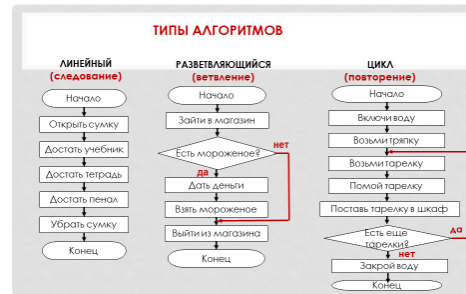 ТИПЫ АЛГОРИТМОВ
ЛИНЕЙНЫЙ
(следование)
Начало
Открыть сумку
Достать учебник
Достать тетрадь
Достать пенал
Убрать сумку
Конец
РАЗВЕТВЛЯЮЩИЙСЯ
(ветвление)
Начало
Зайти в магазин
Есть мороженое?
нет
да
Дать деньги
Взять мороженое
Выйти из магазина
Конец
ЦИКЛ
(повторение)
Начало
Включи воду
Возьми тряпку
Возьми тарелку
Помой тарелку
Поставь тарелку в шкаф
Есть еще
тарелки?
да
нет
Закрой воду
Конец